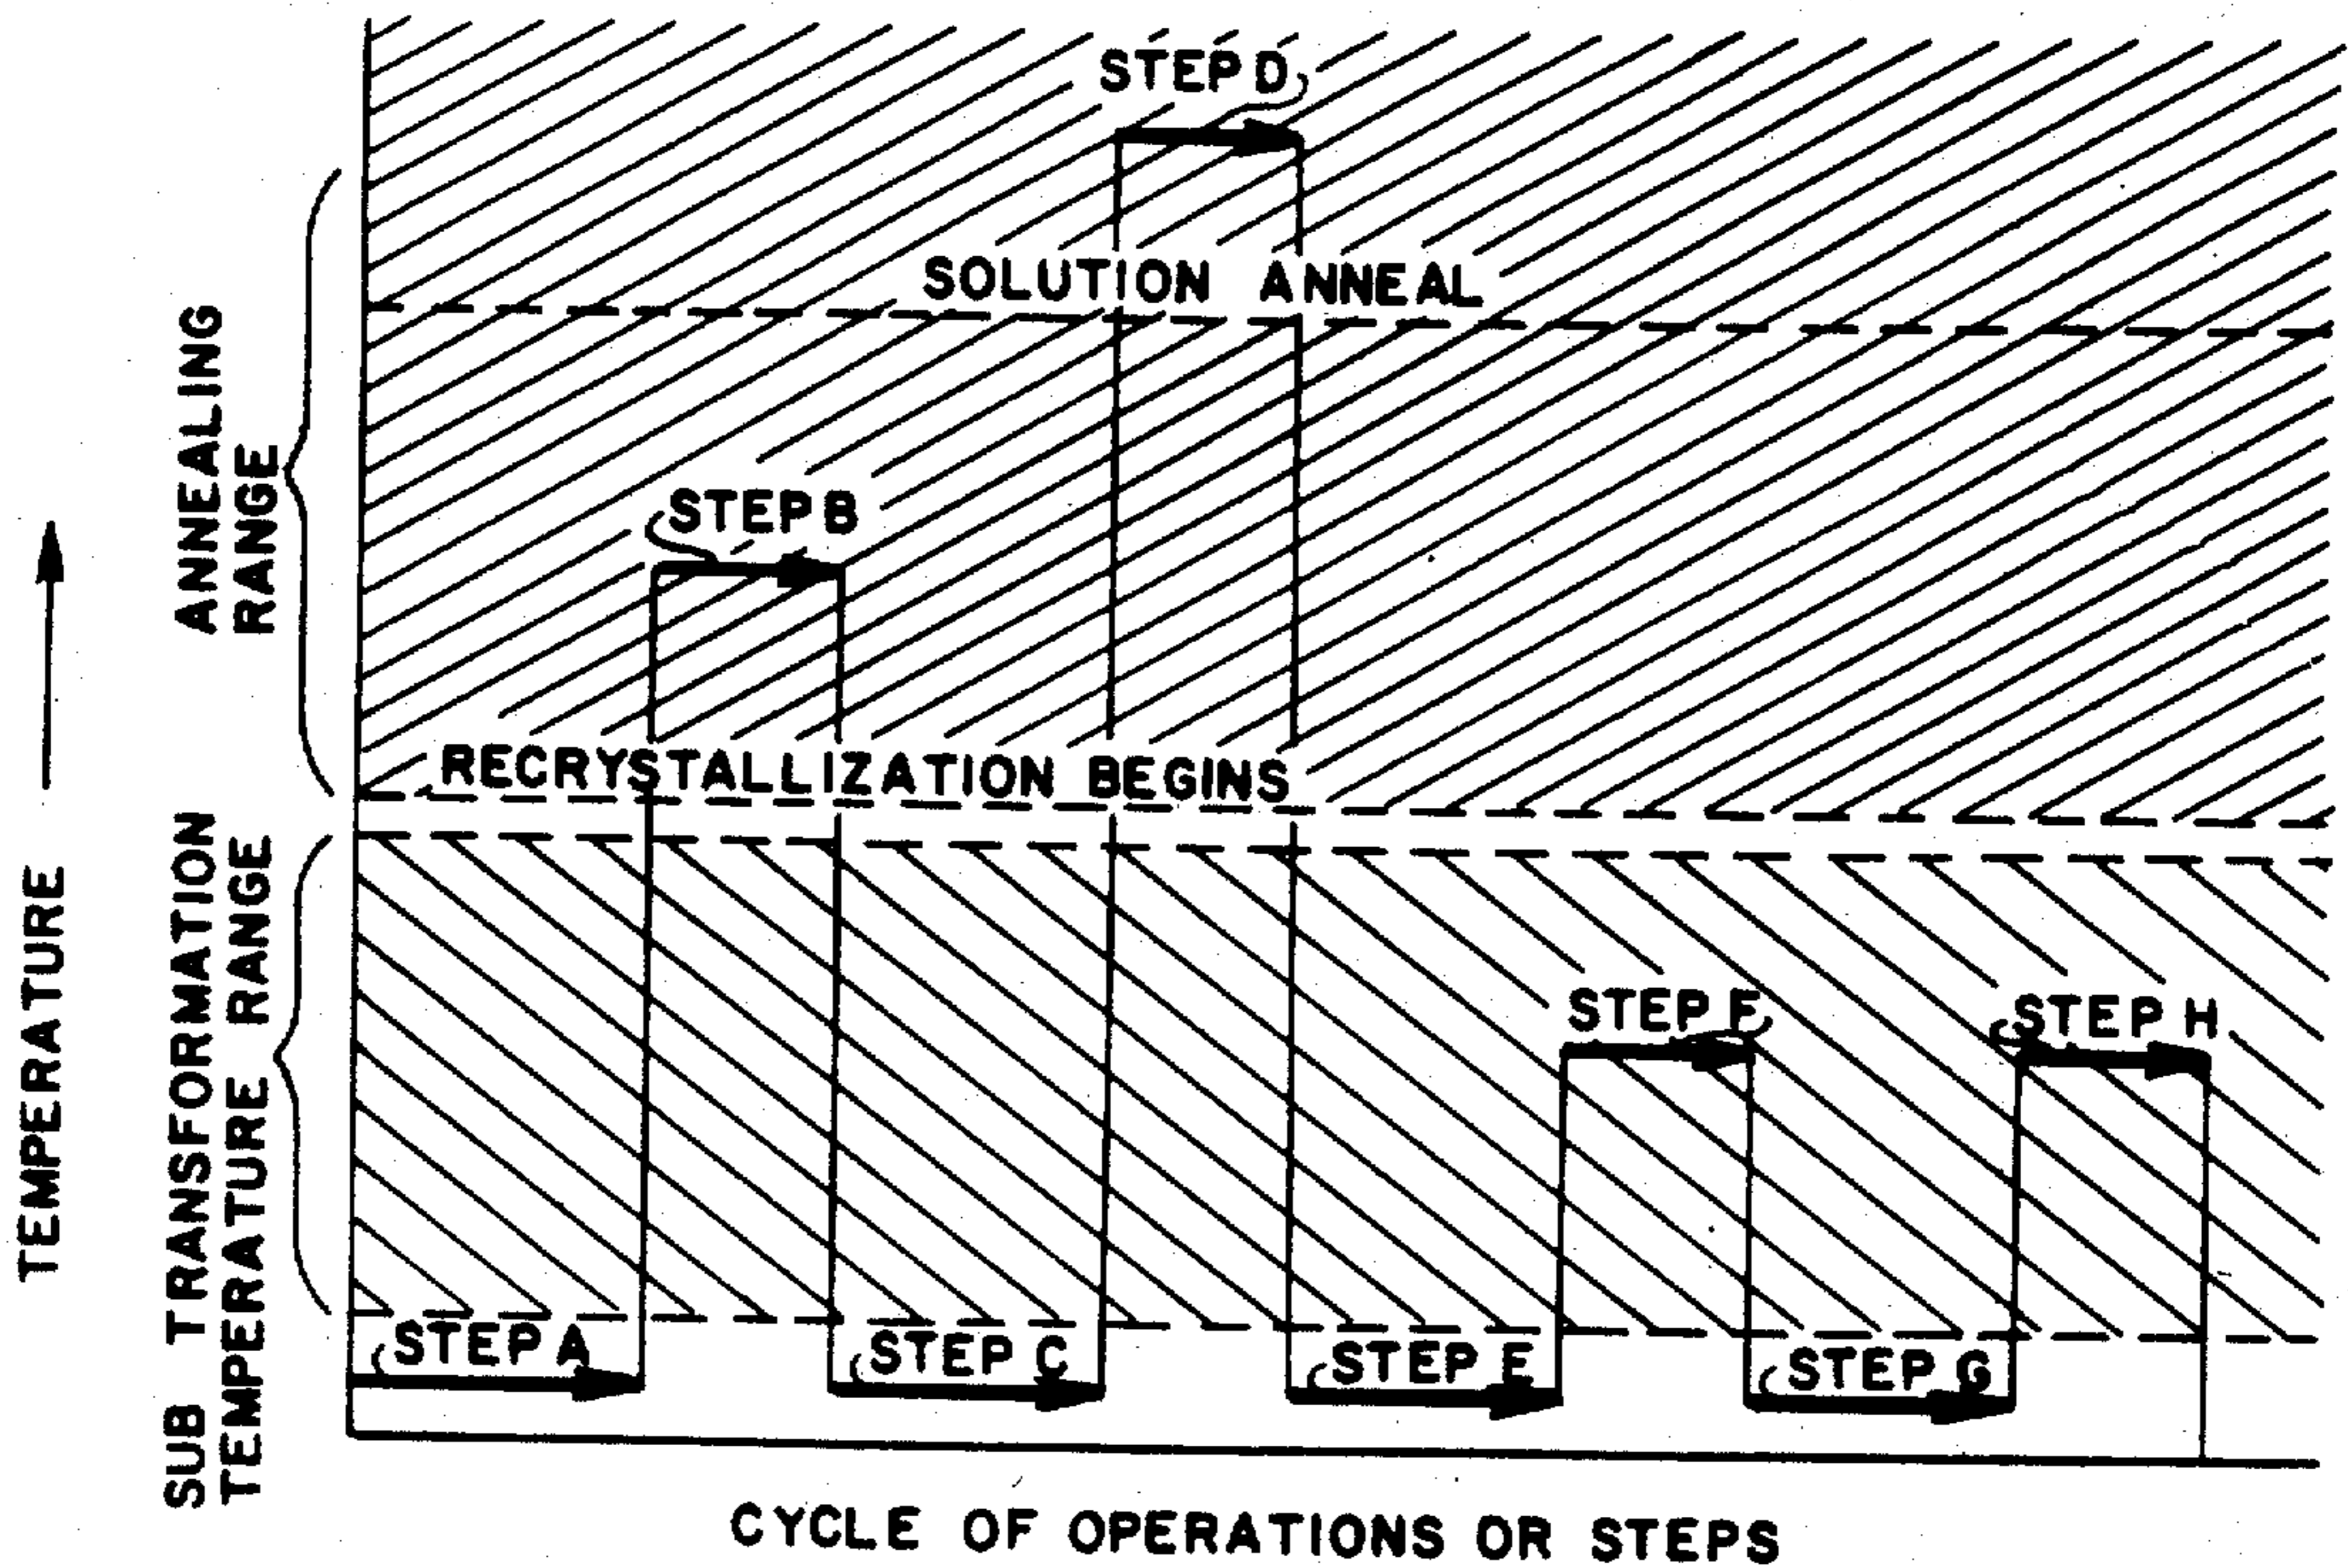 STEP D
SOLUTION ANNEAL
ANNEALING
RANGE
STEP B
RECRYSTALLIZATION BEGINS
TEMPERATURE
SUB TRANSFORMATION
TEMPERATURE RANGE
STEP F
STEP H
STEP A
STEP C
STEP E
STEP G
CYCLE OF OPERATIONS OR STEPS